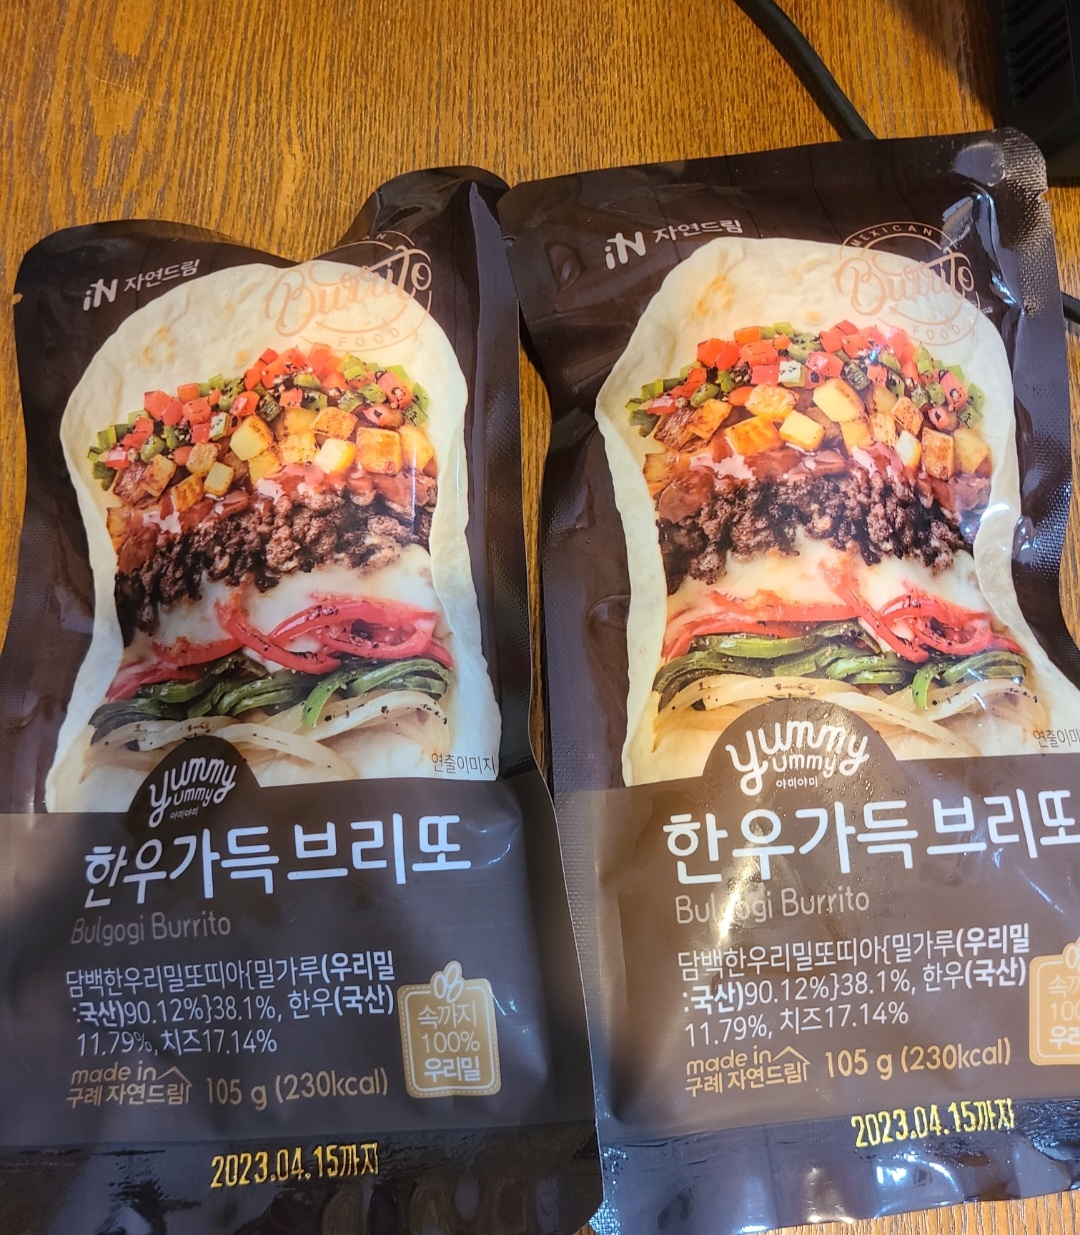 iN 자연드림
Burrito
FOOD
연출이미지
yummy
yummy
야미야미
한우가득 브리또
Bulgogi Burrito
담백한우리밀또띠아{밀가루(우리밀
:국산)90.12%}38.1%, 한우(국산)
11.79%, 치즈17.14%
made in
구례 자연드림
105 g (230kcal)
속까지
100%
우리밀
2023.04.15까지
iN 자연드림
MEXICAN
Burrito
FOOD
yummy
yummy
야미야미
한우가득 브리또
Bulgogi Burrito
담백한우리밀또띠아{밀가루(우리밀
:국산)90.12%}38.1%, 한우(국산)
11.79%, 치즈17.14%
made in
구례 자연드림
105 g (230kcal)
2023.04.15까지